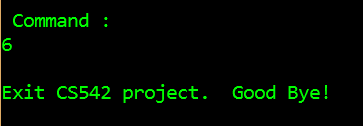 Command :
6
Exit CS542 project.  Good Bye!